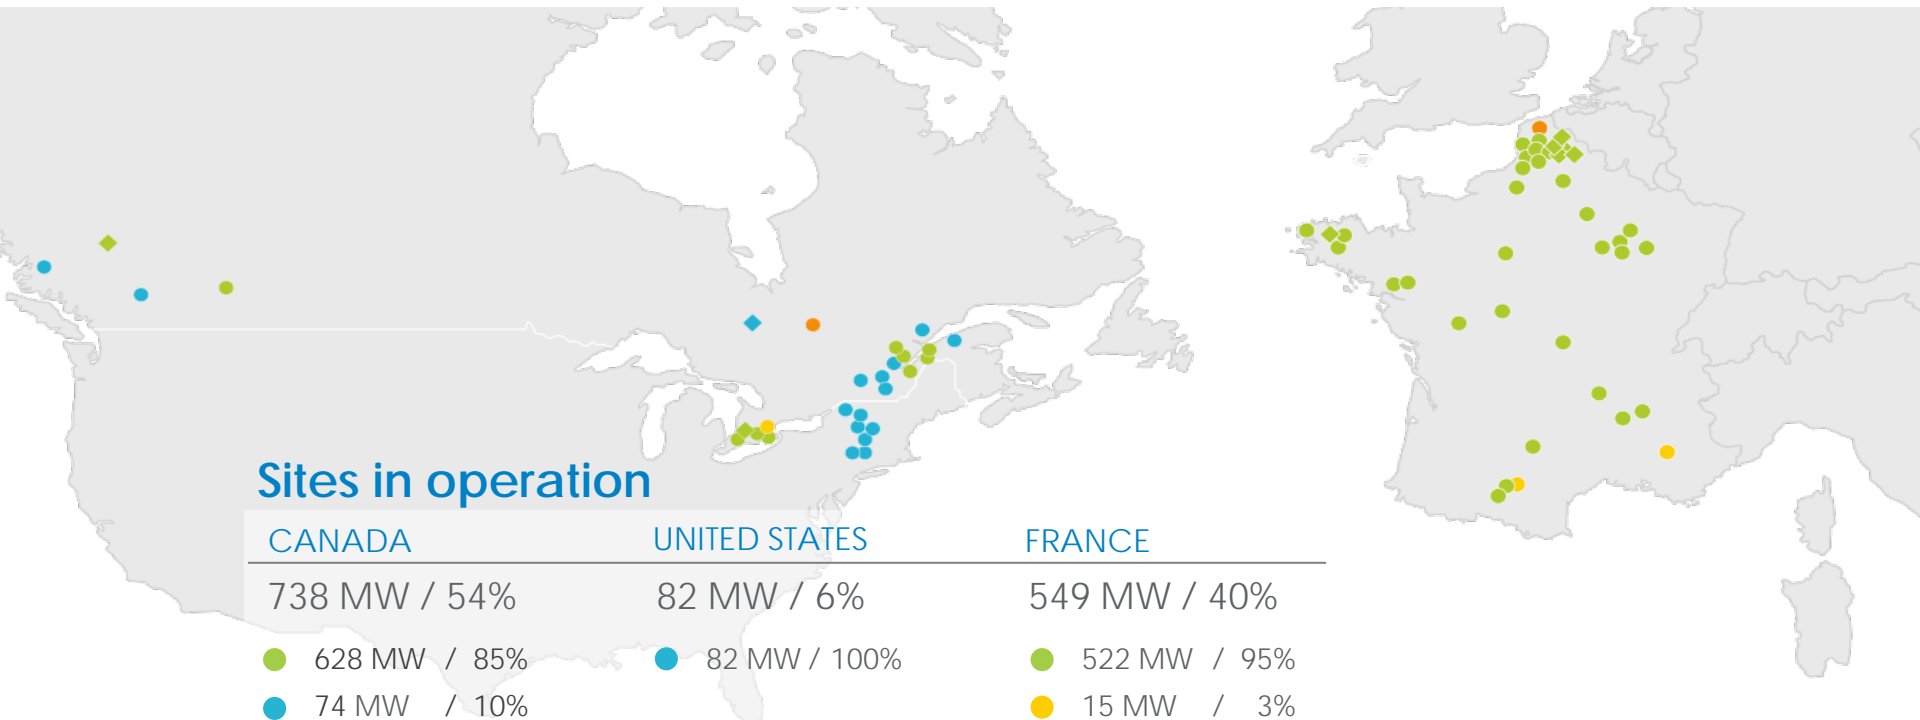 Sites in operation
CANADA UNITED STATES FRANCE
738 MW / 54% 82 MW / 6% 549 MW / 40%
628 MW / 85% 82 MW / 100% 522 MW / 95%
74 MW / 10% 15 MW / 3%